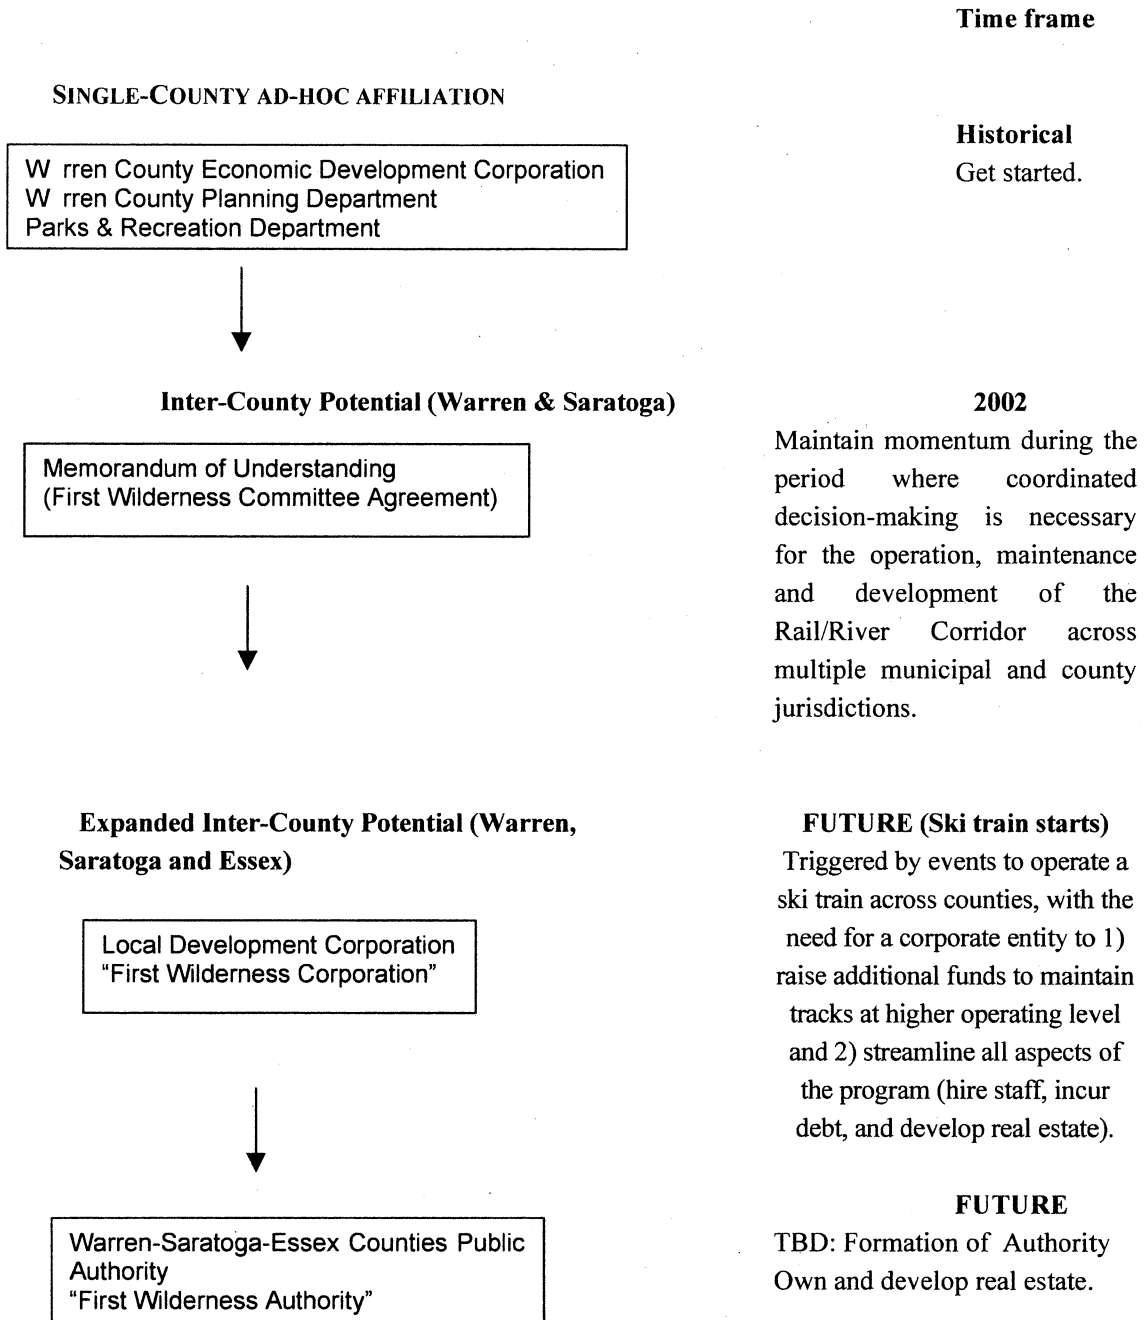 Time frame
SINGLE-COUNTY AD-HOC AFFILIATION
Historical
Get started.
W rren County Economic Development Corporation
W rren County Planning Department
Parks & Recreation Department
Inter-County Potential (Warren & Saratoga)
Memorandum of Understanding
(First Wilderness Committee Agreement)
2002
Maintain momentum during the
period where coordinated
decision-making is necessary
for the operation, maintenance
and development of the
Rail/River Corridor across
multiple municipal and county
jurisdictions.
Expanded Inter-County Potential (Warren,
Saratoga and Essex)
Local Development Corporation
“First Wilderness Corporation”
FUTURE (Ski train starts)
Triggered by events to operate a
ski train across counties, with the
need for a corporate entity to 1)
raise additional funds to maintain
tracks at higher operating level
and 2) streamline all aspects of
the program (hire staff, incur
debt, and develop real estate).
Warren-Saratoga-Essex Counties Public
Authority
“First Wilderness Authority”
FUTURE
TBD: Formation of Authority
Own and develop real estate.